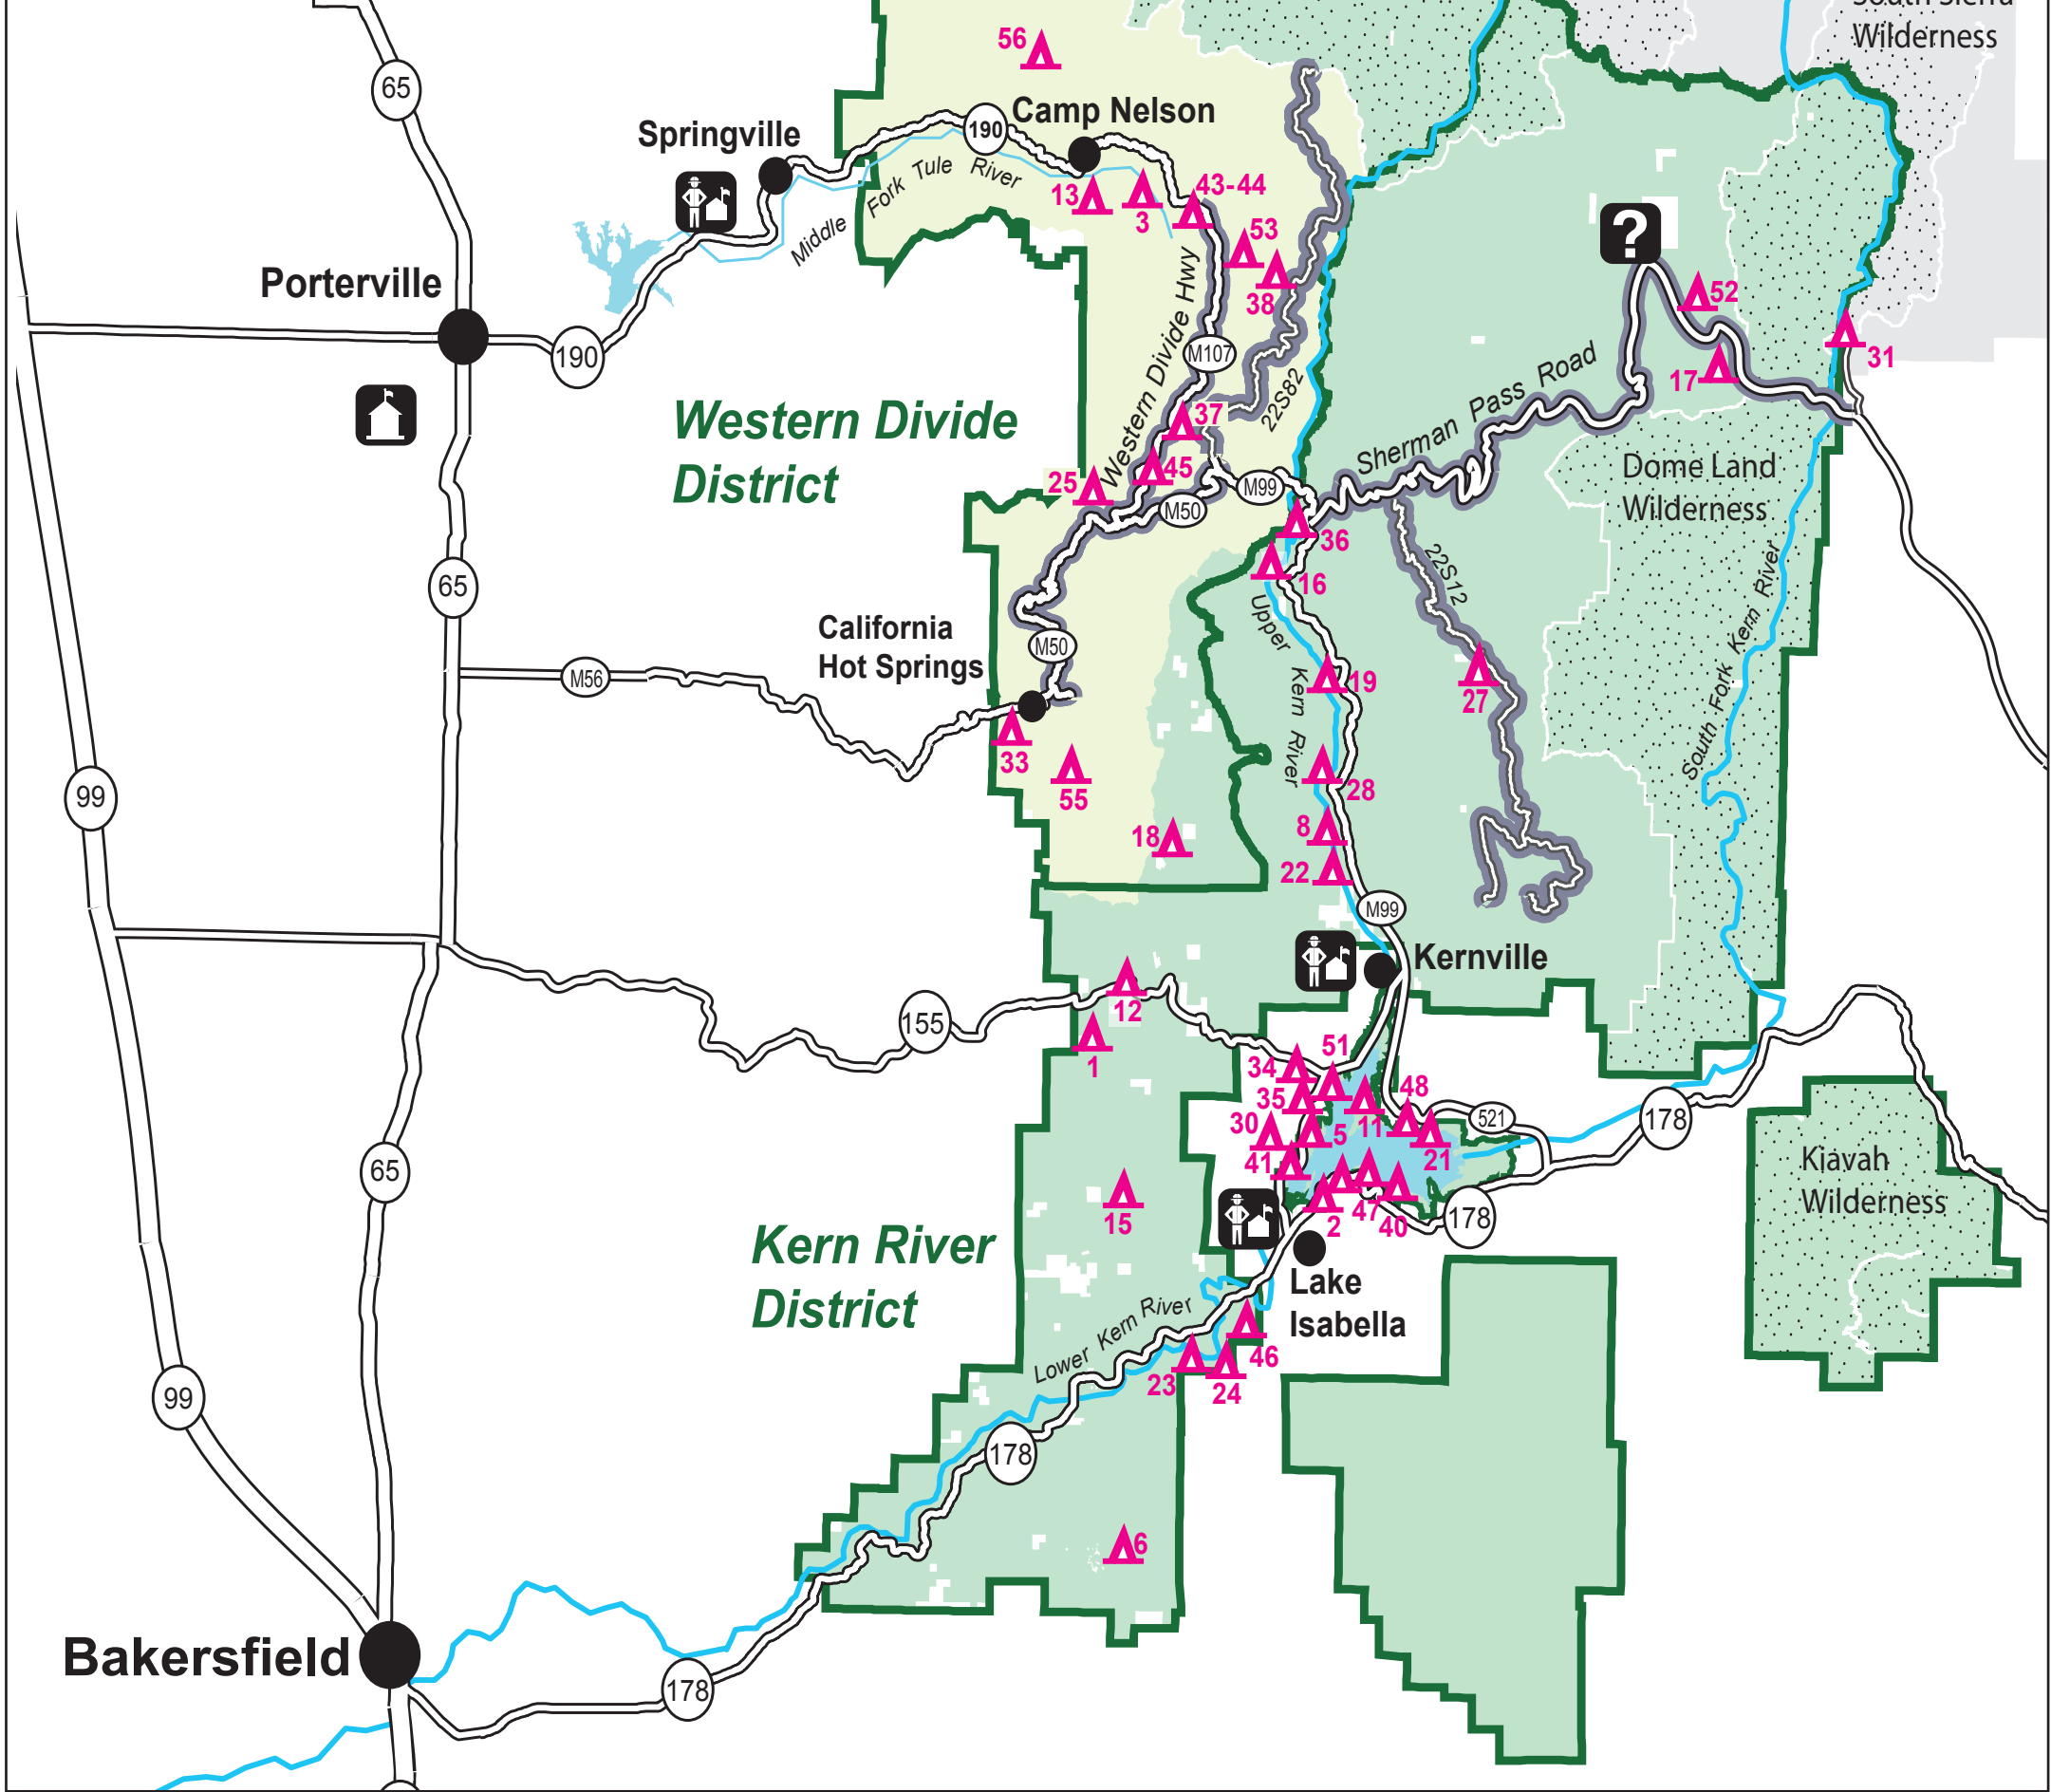 South Sierra
Wilderness
56
65
Camp Nelson
190
Springville
Middle Fork Tule River
13
3
43-44
53
38
?
52
31
17
Porterville
190
M107
Western Divide Hwy
22S82
Sherman Pass Road
Western Divide
District
37
45
25
M99
M50
Dome Land
Wilderness
36
16
22S12
South Fork Kern River
65
Upper Kern River
California
Hot Springs
M50
M56
19
27
33
55
28
99
18
8
22
M99
Kernville
12
155
1
51
34
48
35
521
178
30
5
11
21
41
Kiavah
Wilderness
65
15
2
47
40
178
Kern River
District
Lake
Isabella
Lower Kern River
46
23
24
99
178
6
Bakersfield
178